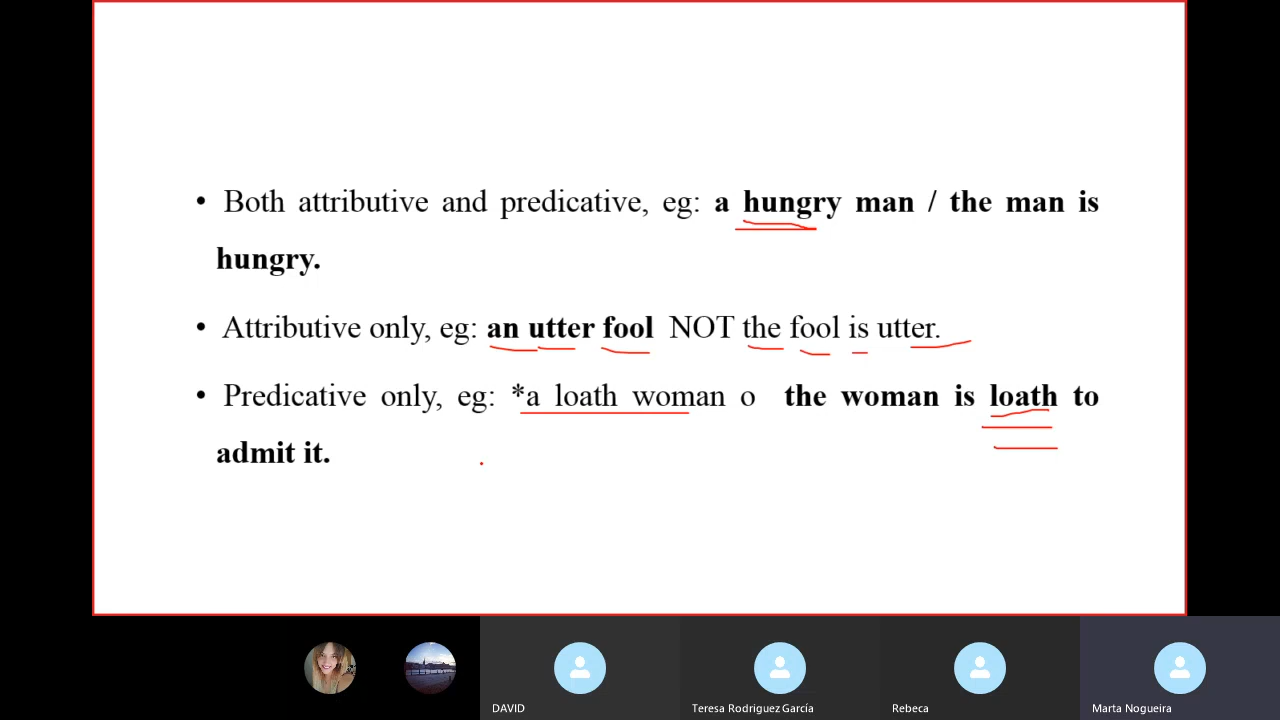 • Both attributive and predicative, eg: a hungry man / the man is
hungry.
• Attributive only, eg: an utter fool NOT the fool is utter.
• Predicative only, eg: *a loath woman o the woman is loath to
admit it.
DAVID
Teresa Rodriguez García
Rebeca
Marta Nogueira